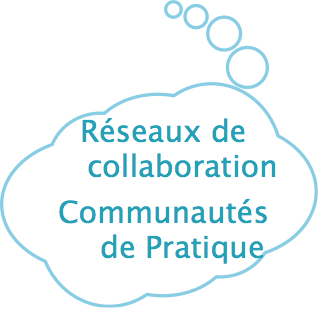 Réseaux de
collaboration
Communautés
de Pratique